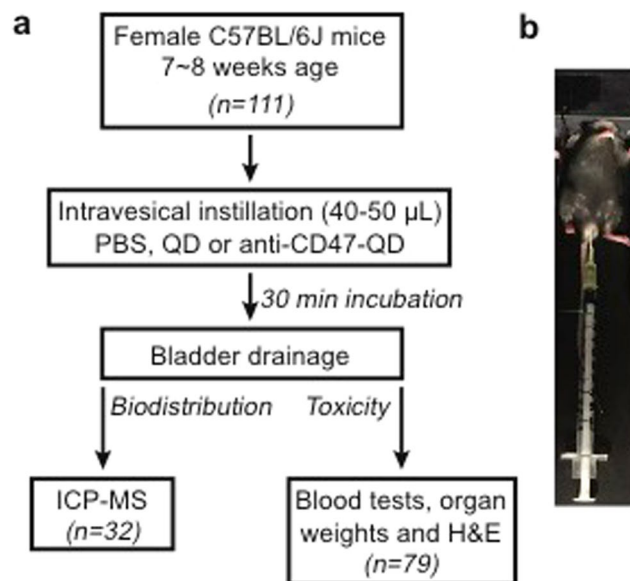 a
Female C57BL/6J mice
7~8 weeks age
(n=111)
Intravesical instillation (40-50 µL)
PBS, QD or anti-CD47-QD
30 min incubation
Bladder drainage
Biodistribution
Toxicity
ICP-MS
(n=32)
Blood tests, organ
weights and H&E
(n=79)
b